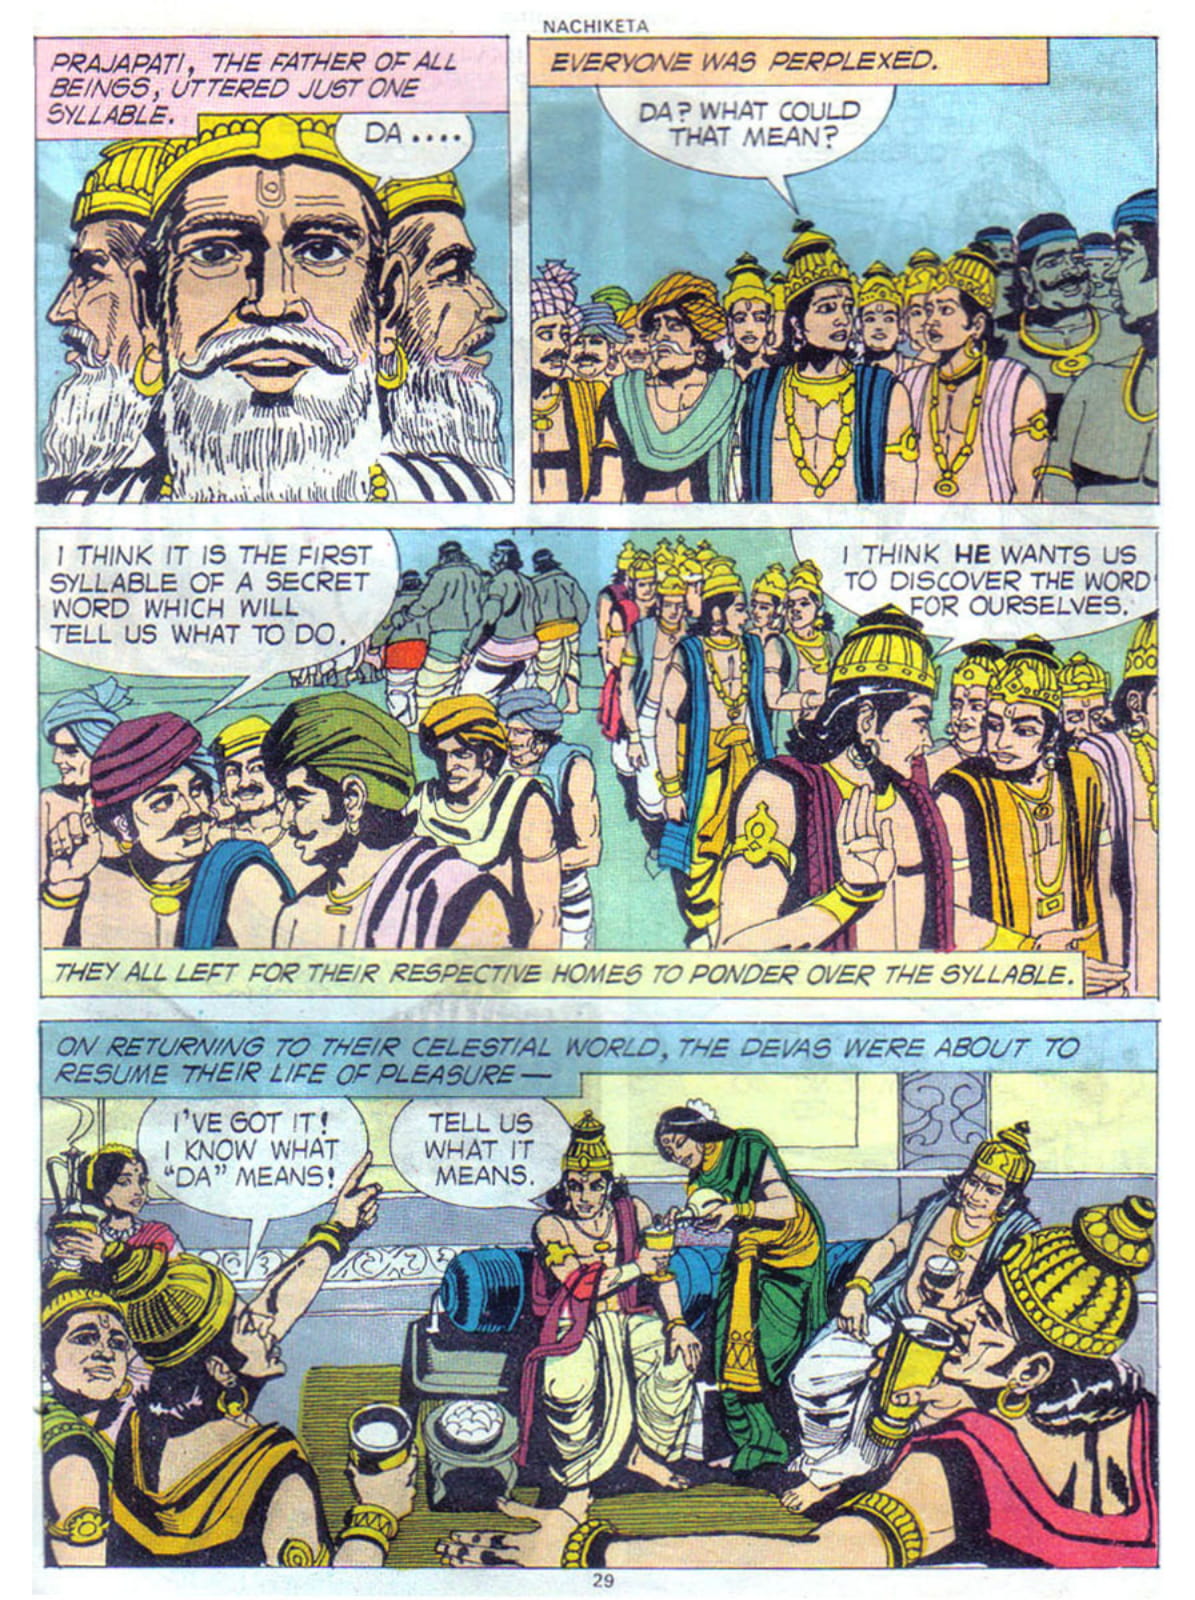 NACHIKETA
PRAJAPATI, THE FATHER OF ALL
BEINGS, UTTERED JUST ONE
SYLLABLE.
DA ....
EVERYONE WAS PERPLEXED.
DA? WHAT COULD
THAT MEAN?
I THINK IT IS THE FIRST
SYLLABLE OF A SECRET
WORD WHICH WILL
TELL US WHAT TO DO.
I THINK HE WANTS US
TO DISCOVER THE WORD
FOR OURSELVES.
THEY ALL LEFT FOR THEIR RESPECTIVE HOMES TO PONDER OVER THE SYLLABLE.
ON RETURNING TO THEIR CELESTIAL WORLD, THE DEVAS WERE ABOUT TO
RESUME THEIR LIFE OF PLEASURE —
I'VE GOT IT!
I KNOW WHAT
"DA" MEANS!
TELL US
WHAT IT
MEANS.
29